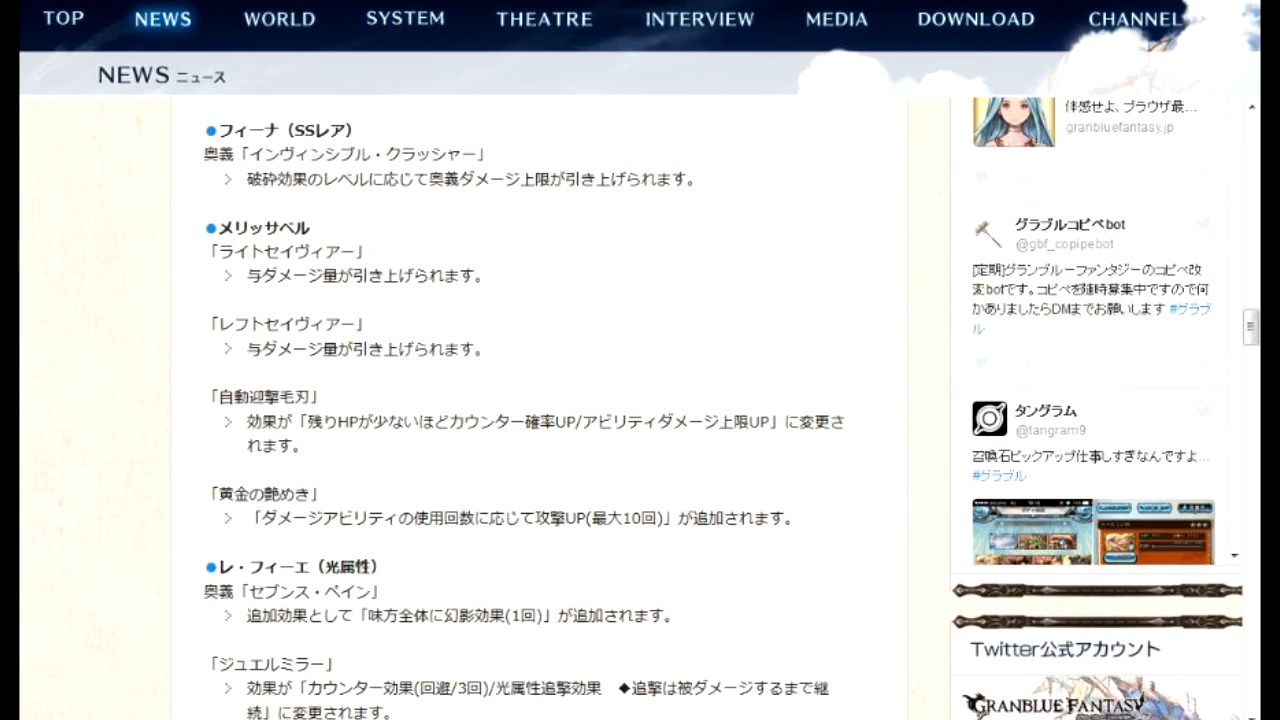 TOP NEWS WORLD SYSTEM THEATRE INTERVIEW MEDIA DOWNLOAD CHANNEL
NEWS ニュース
●フィーナ（SSレア）
奥義「インヴィンシブル・クラッシャー」
＞ 破砕効果のレベルに応じて奥義ダメージ上限が引き上げられます。
●メリッサベル
「ライトセイヴィアー」
＞ 与ダメージ量が引き上げられます。
「レフトセイヴィアー」
＞ 与ダメージ量が引き上げられます。
「自動迎撃毛刃」
＞ 効果が「残りHPが少ないほどカウンター確率UP/アビリティダメージ上限UP」に変更さ
れます。
「黄金の艶めき」
＞ 「ダメージアビリティの使用回数に応じて攻撃UP(最大10回)」が追加されます。
●レ・フィーエ（光属性）
奥義「セブンス・ペイン」
＞ 追加効果として「味方全体に幻影効果(1回)」が追加されます。
「ジュエルミラー」
＞ 効果が「カウンター効果(回避/3回)/光属性追撃効果　◆追撃は被ダメージするまで継
続」に変更されます。
体感せよ、ブラウザ最...
granbluefantasy.jp
グラブルコピペbot
@gbf_copipebot
[定期]グランブルーファンタジーのコピペ改
変botです。コピペを随時募集中ですので何
かありましたらDMまでお願いします #グラブ
ル
タングラム
@tangram9
召喚石ピックアップ仕事しすぎなんですよ...
#グラブル
Twitter公式アカウント
GRANBLUE FANTASY